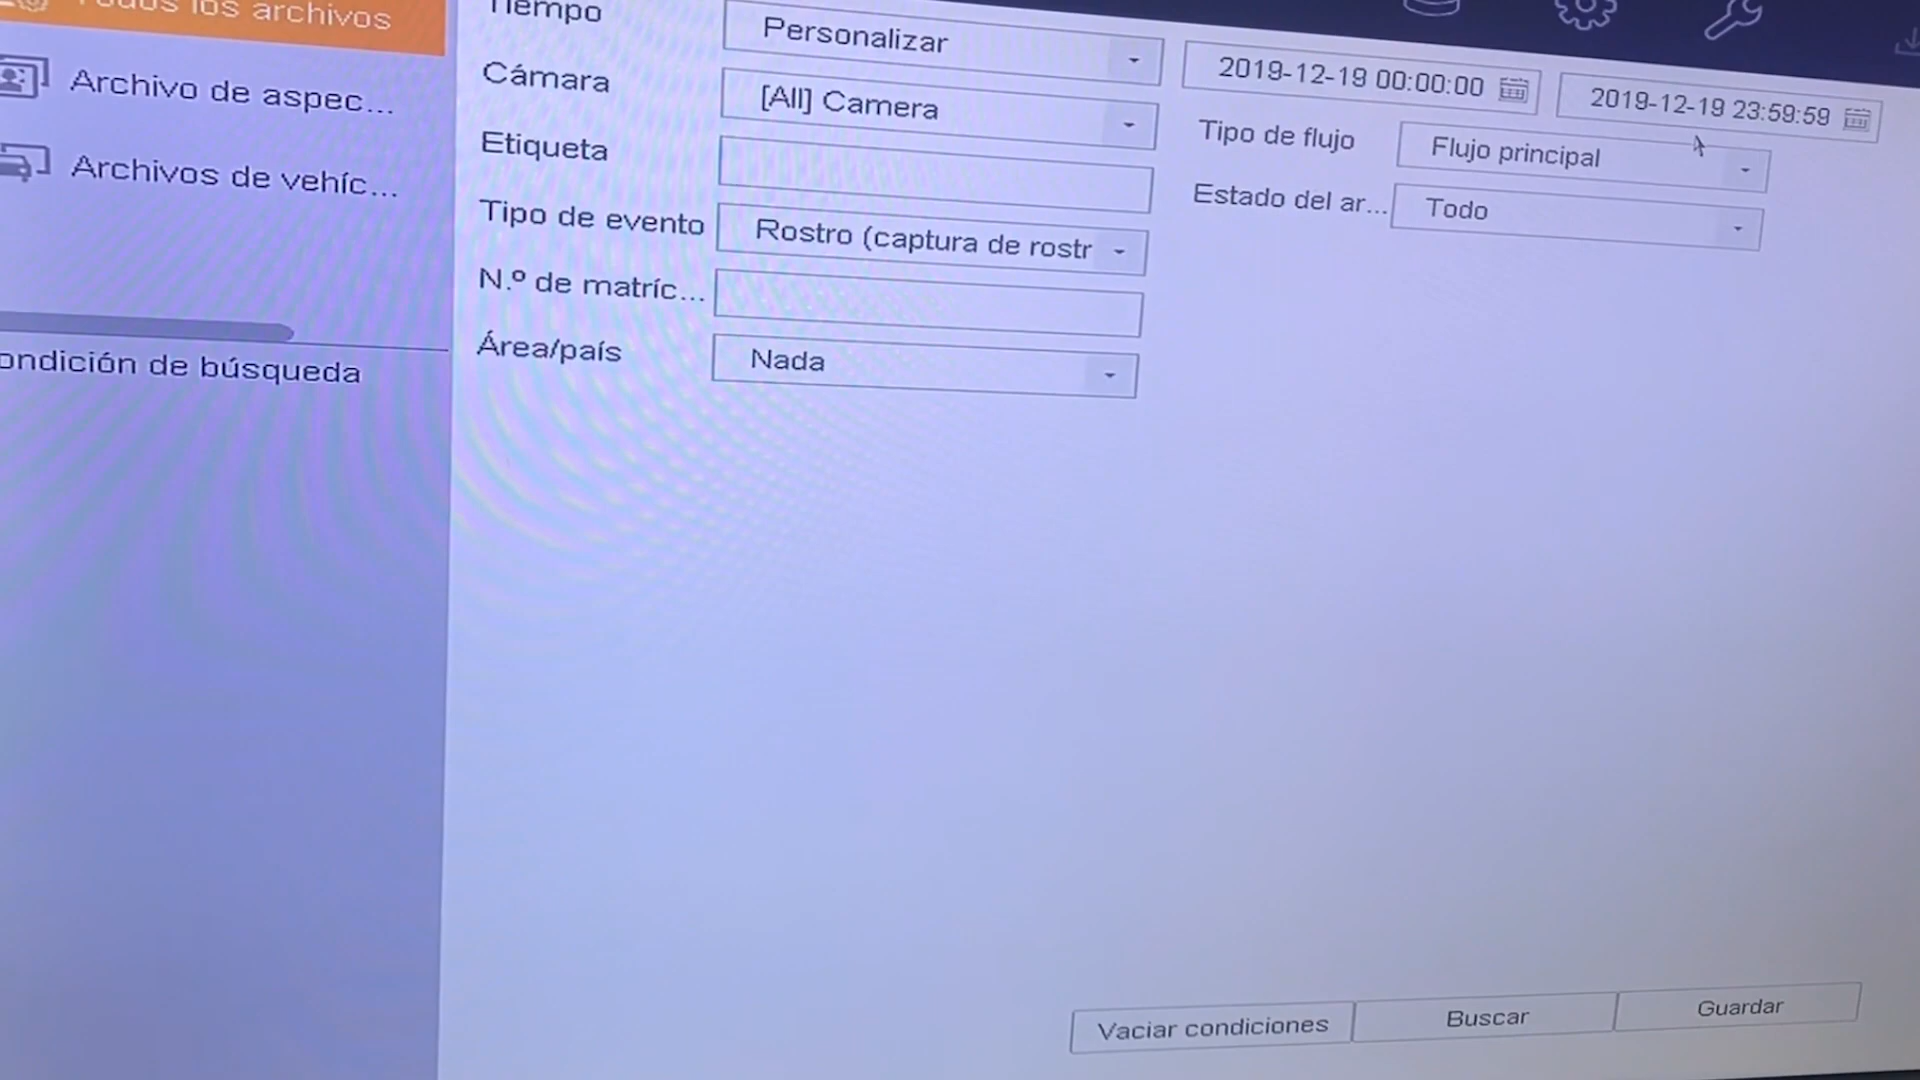 Todos los archivos
Archivo de aspec...
Archivos de vehíc...
ondición de búsqueda
Tiempo
Personalizar
2019-12-19 00:00:00
2019-12-19 23:59:59
Cámara
[All] Camera
Tipo de flujo
Flujo principal
Etiqueta
Estado del ar...
Todo
Tipo de evento
Rostro (captura de rostr
N.º de matríc...
Área/país
Nada
Vaciar condiciones
Buscar
Guardar